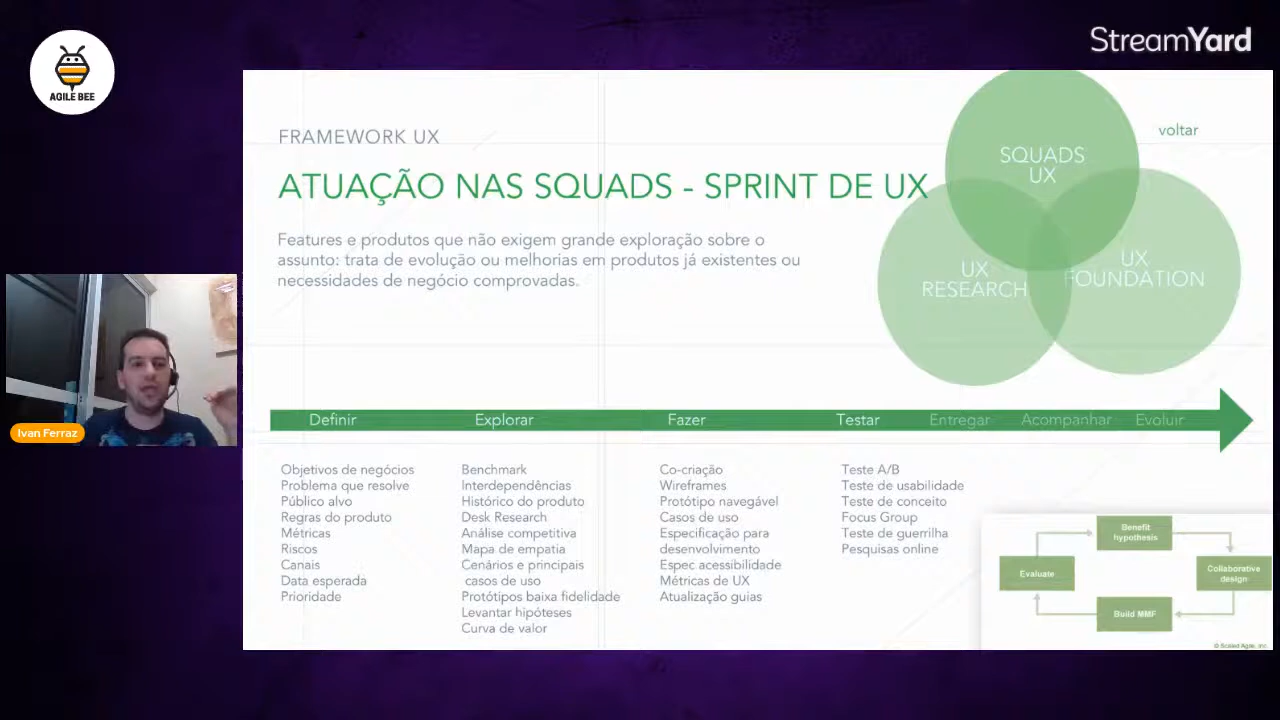 AGILE BEE
StreamYard
FRAMEWORK UX
ATUAÇÃO NAS SQUADS - SPRINT DE UX
Features e produtos que não exigem grande exploração sobre o
assunto: trata de evolução ou melhorias em produtos já existentes ou
necessidades de negócio comprovadas.
voltar
SQUADS
UX
UX
RESEARCH
UX
FOUNDATION
Definir
Explorar
Fazer
Testar
Entregar
Acompanhar
Evoluir
Objetivos de negócios
Problema que resolve
Público alvo
Regras do produto
Métricas
Riscos
Canais
Data esperada
Prioridade
Benchmark
Interdependências
Histórico do produto
Desk Research
Análise competitiva
Mapa de empatia
Cenários e principais
casos de uso
Protótipos baixa fidelidade
Levantar hipóteses
Curva de valor
Co-criação
Wireframes
Protótipo navegável
Casos de uso
Especificação para
desenvolvimento
Espec acessibilidade
Métricas de UX
Atualização guias
Teste A/B
Teste de usabilidade
Teste de conceito
Focus Group
Teste de guerrilha
Pesquisas online
Benefit
hypothesis
Evaluate
Collaborative
design
Build MMF
© Scaled Agile, Inc.
Ivan Ferraz